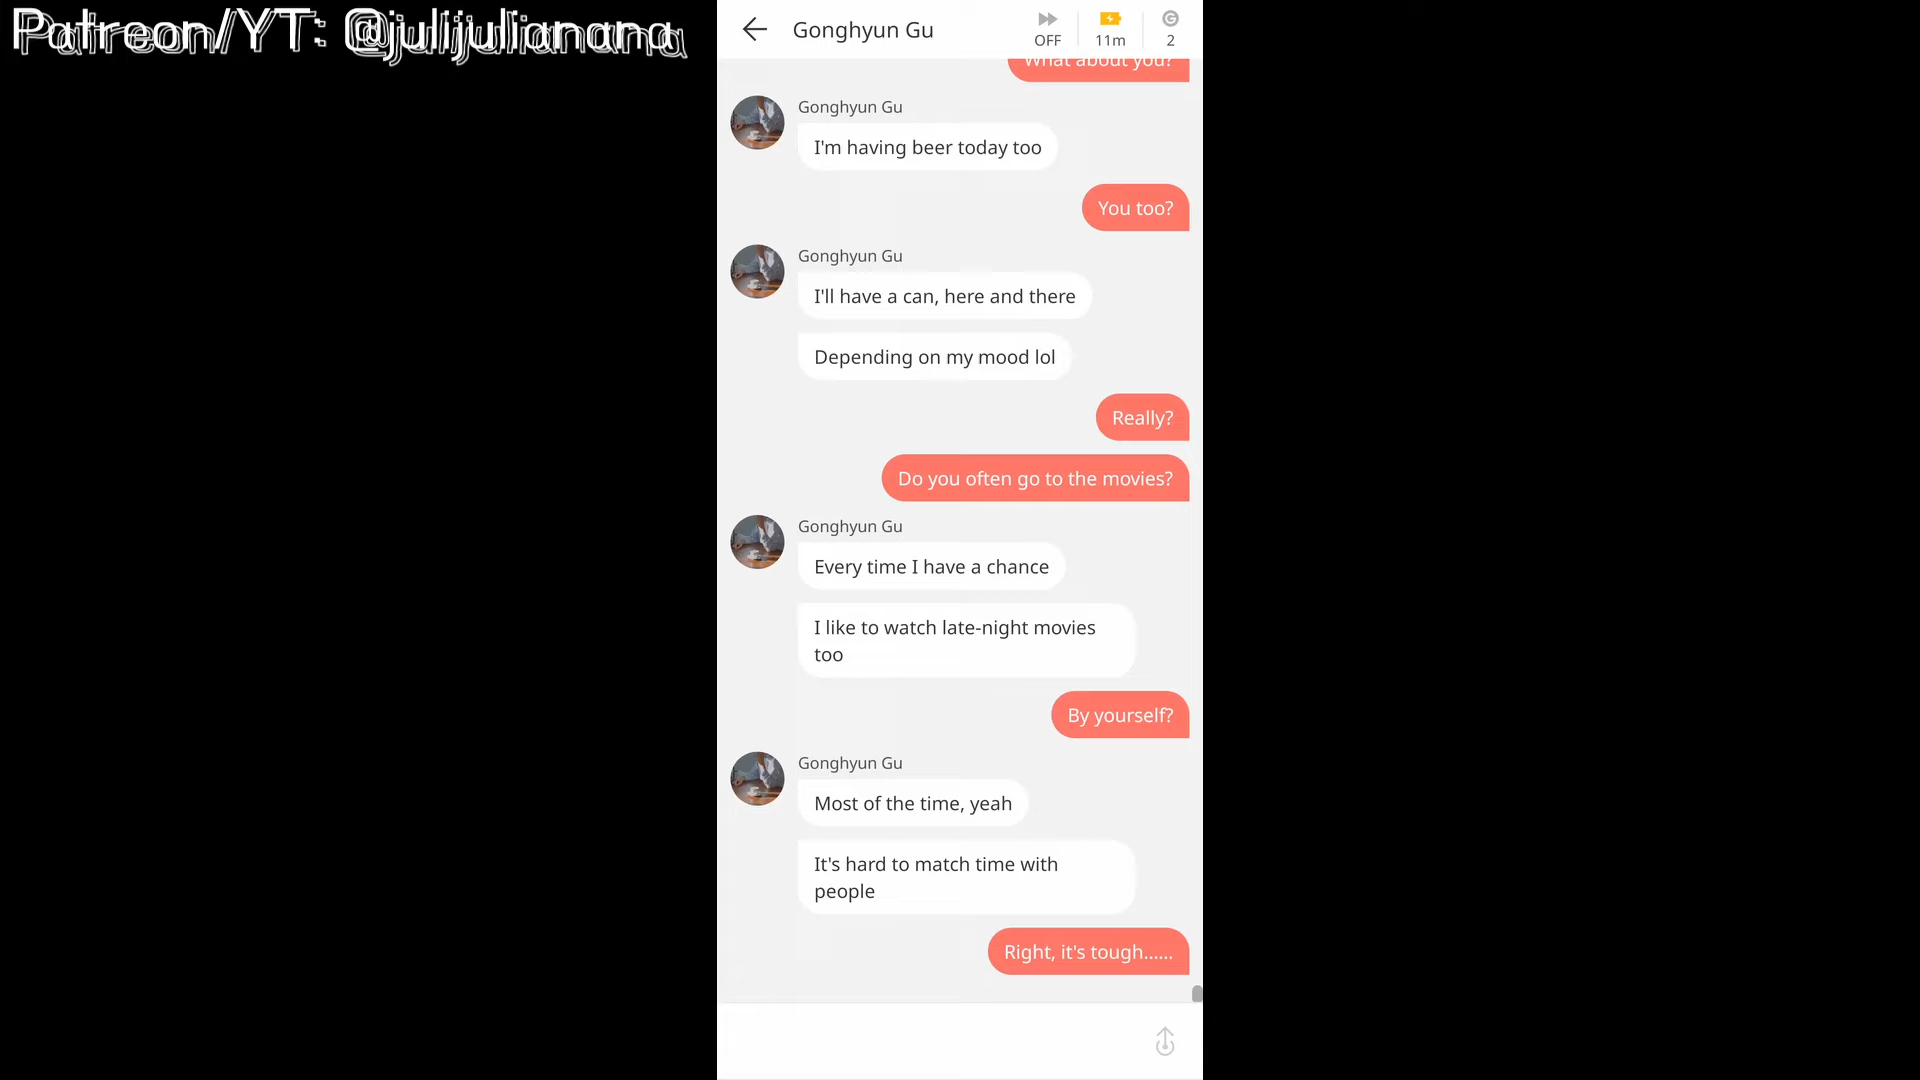 Patreon/YT: @julijulianana
Gonghyun Gu
OFF
11m
2
What about you?
Gonghyun Gu
I'm having beer today too
You too?
Gonghyun Gu
I'll have a can, here and there
Depending on my mood lol
Really?
Do you often go to the movies?
Gonghyun Gu
Every time I have a chance
I like to watch late-night movies
too
By yourself?
Gonghyun Gu
Most of the time, yeah
It's hard to match time with
people
Right, it's tough......